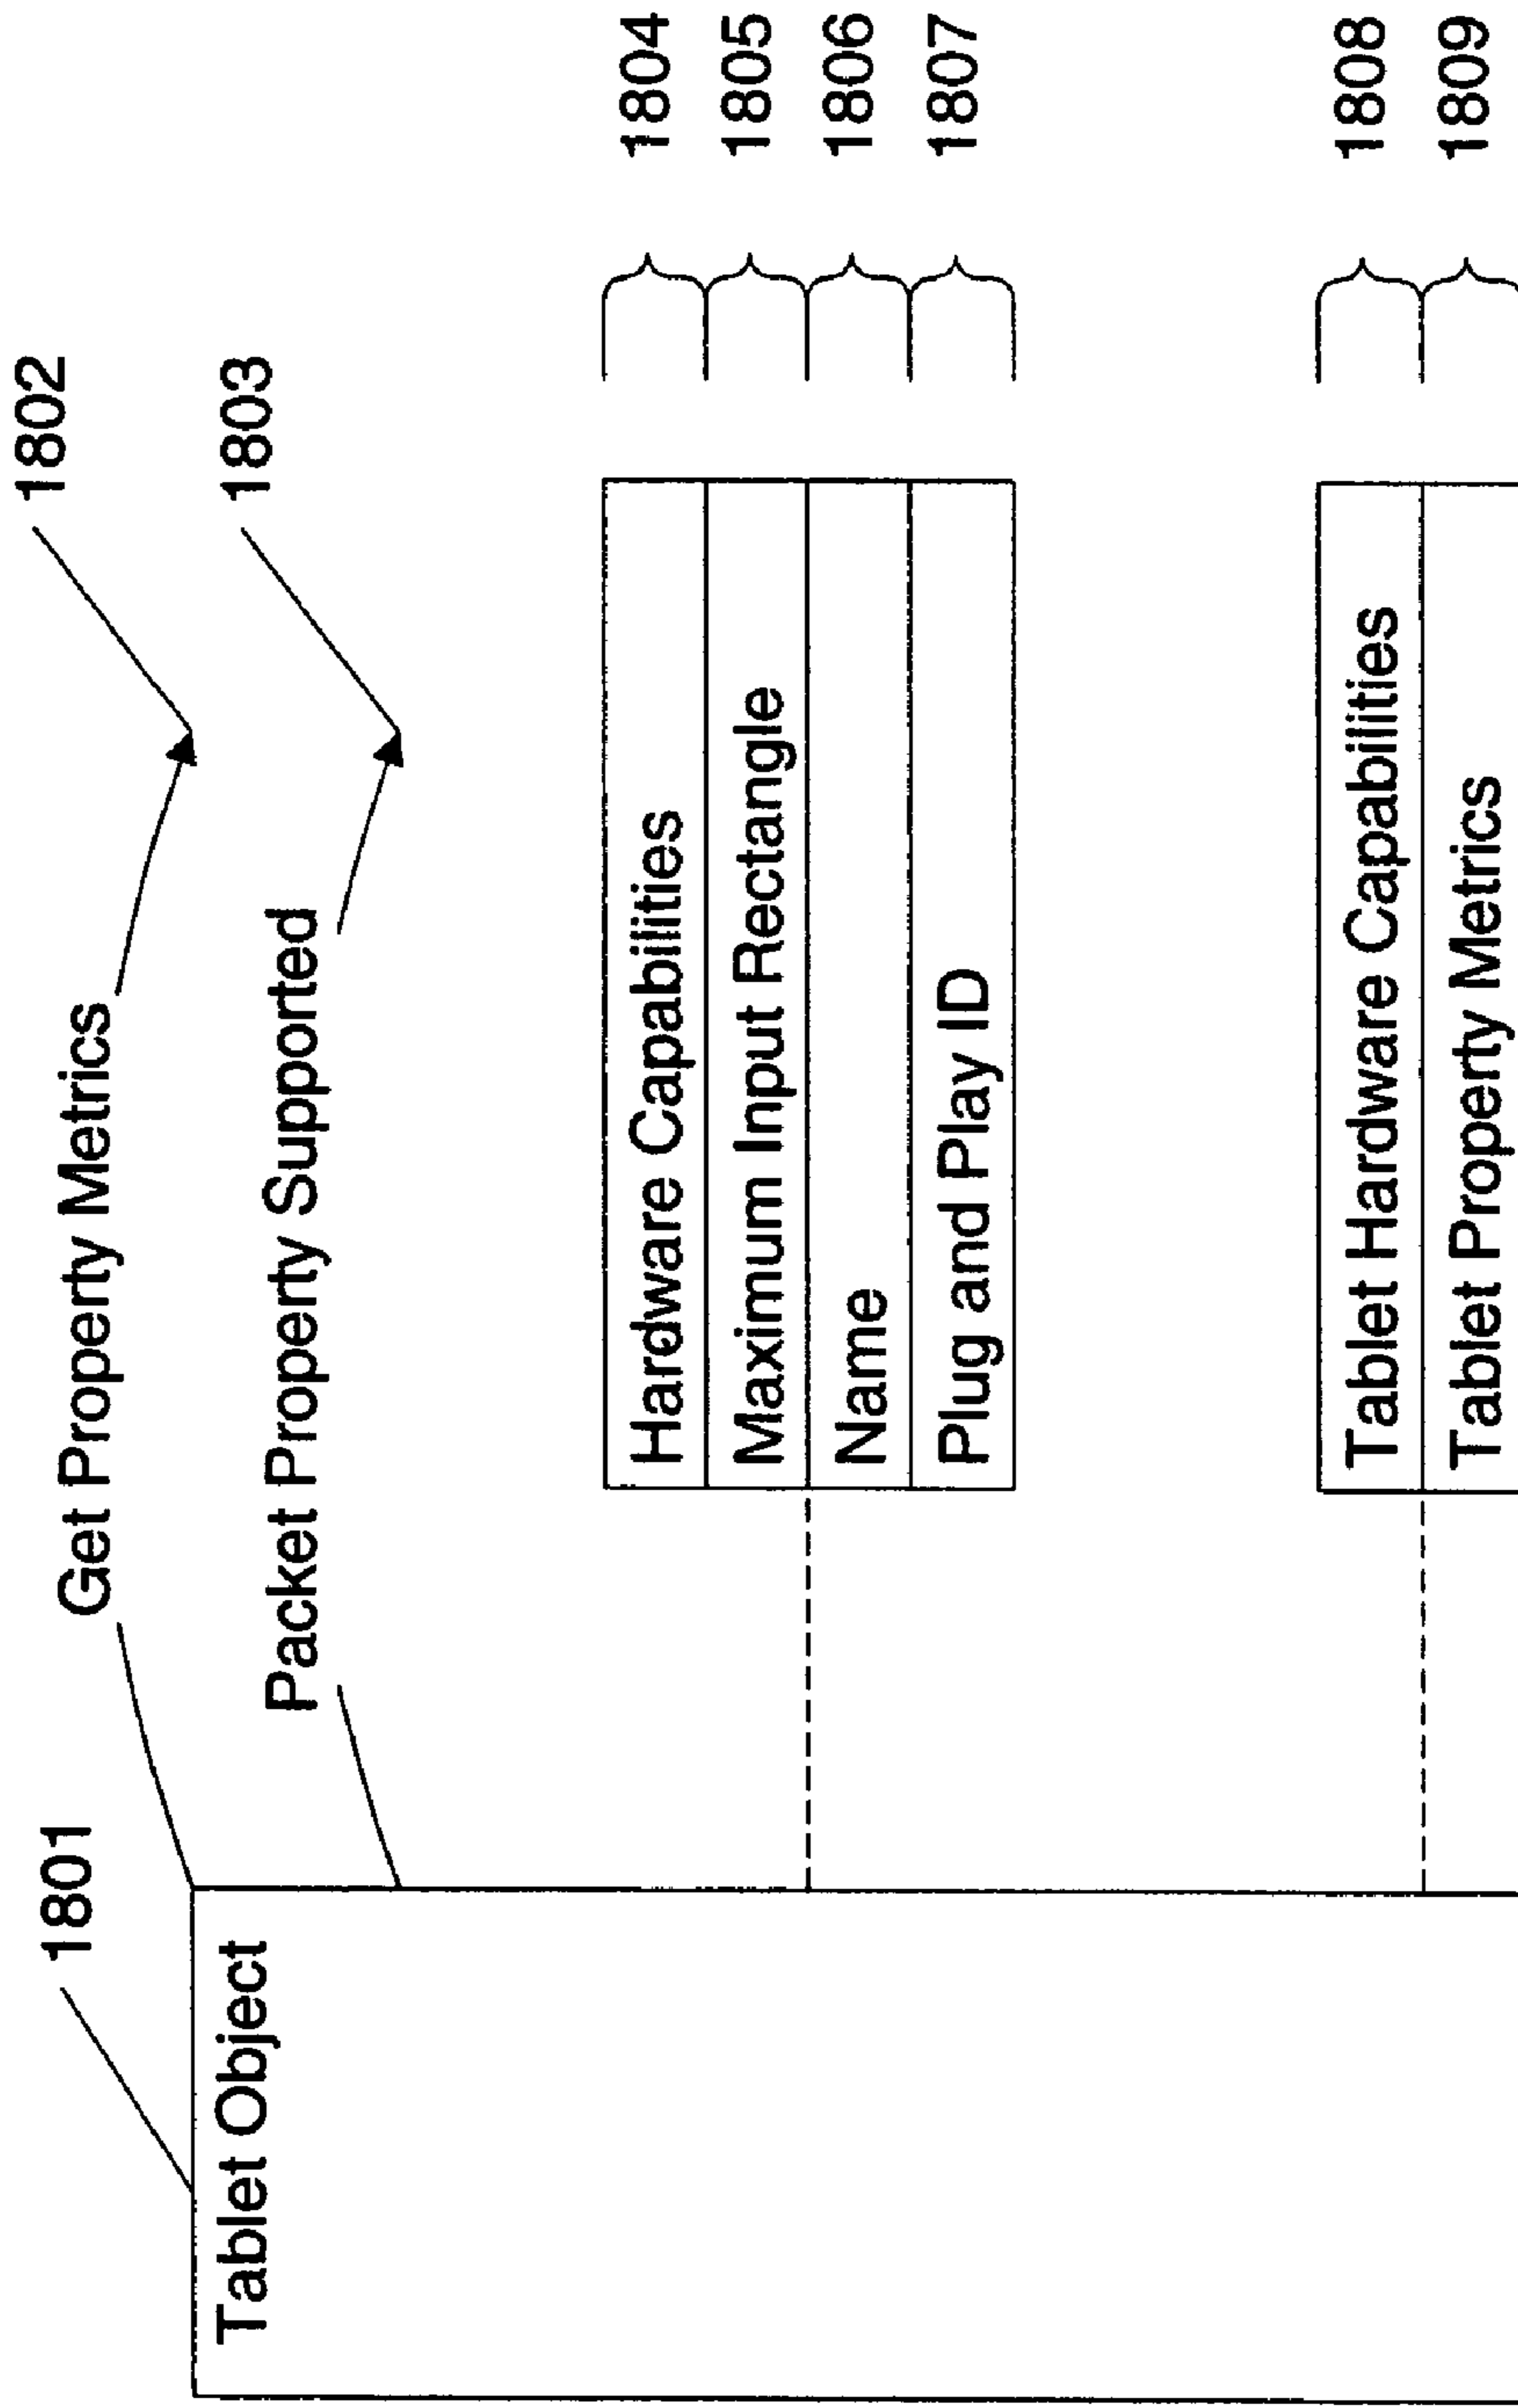 1801
Tablet Object
Get Property Metrics
1802
Packet Property Supported
1803
Hardware Capabilities
1804
Maximum Input Rectangle
1805
Name
1806
Plug and Play ID
1807
Tablet Hardware Capabilities
1808
Tablet Property Metrics
1809